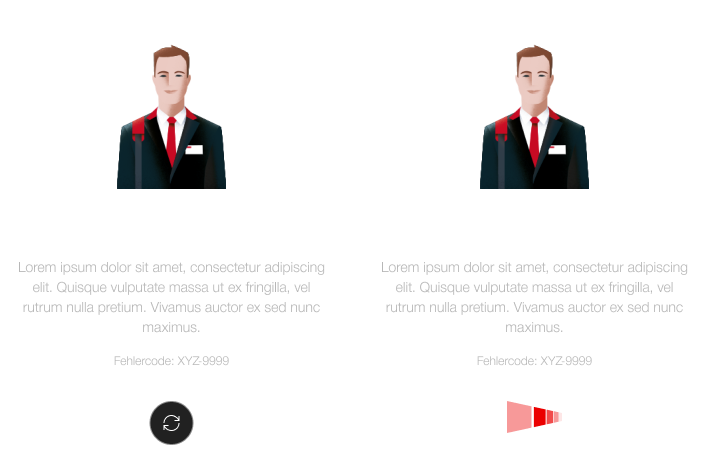 Lorem ipsum dolor sit amet, consectetur adipiscing
elit. Quisque vulputate massa ut ex fringilla, vel
rutrum nulla pretium. Vivamus auctor ex sed nunc
maximus.
Fehlercode: XYZ-9999
Lorem ipsum dolor sit amet, consectetur adipiscing
elit. Quisque vulputate massa ut ex fringilla, vel
rutrum nulla pretium. Vivamus auctor ex sed nunc
maximus.
Fehlercode: XYZ-9999